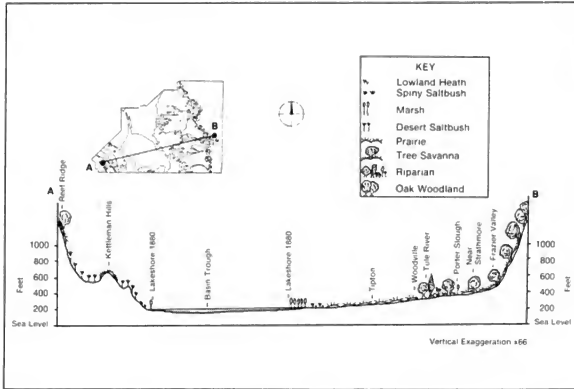 KEY
Lowland Heath
Spiny Saltbush
Marsh
Desert Saltbush
Prairie
Tree Savanna
Riparian
Oak Woodland
A
B
A
B
Reef Ridge
Kettleman Hills
Lakeshore 1880
Basin Trough
Lakeshore 1880
Tipton
Woodville
Tule River
Porter Slough
Near Strathmore
Frazier Valley
Feet
1000
800
600
400
200
Sea Level
1000
800
600
400
200
Sea Level
Feet
Vertical Exaggeration x66